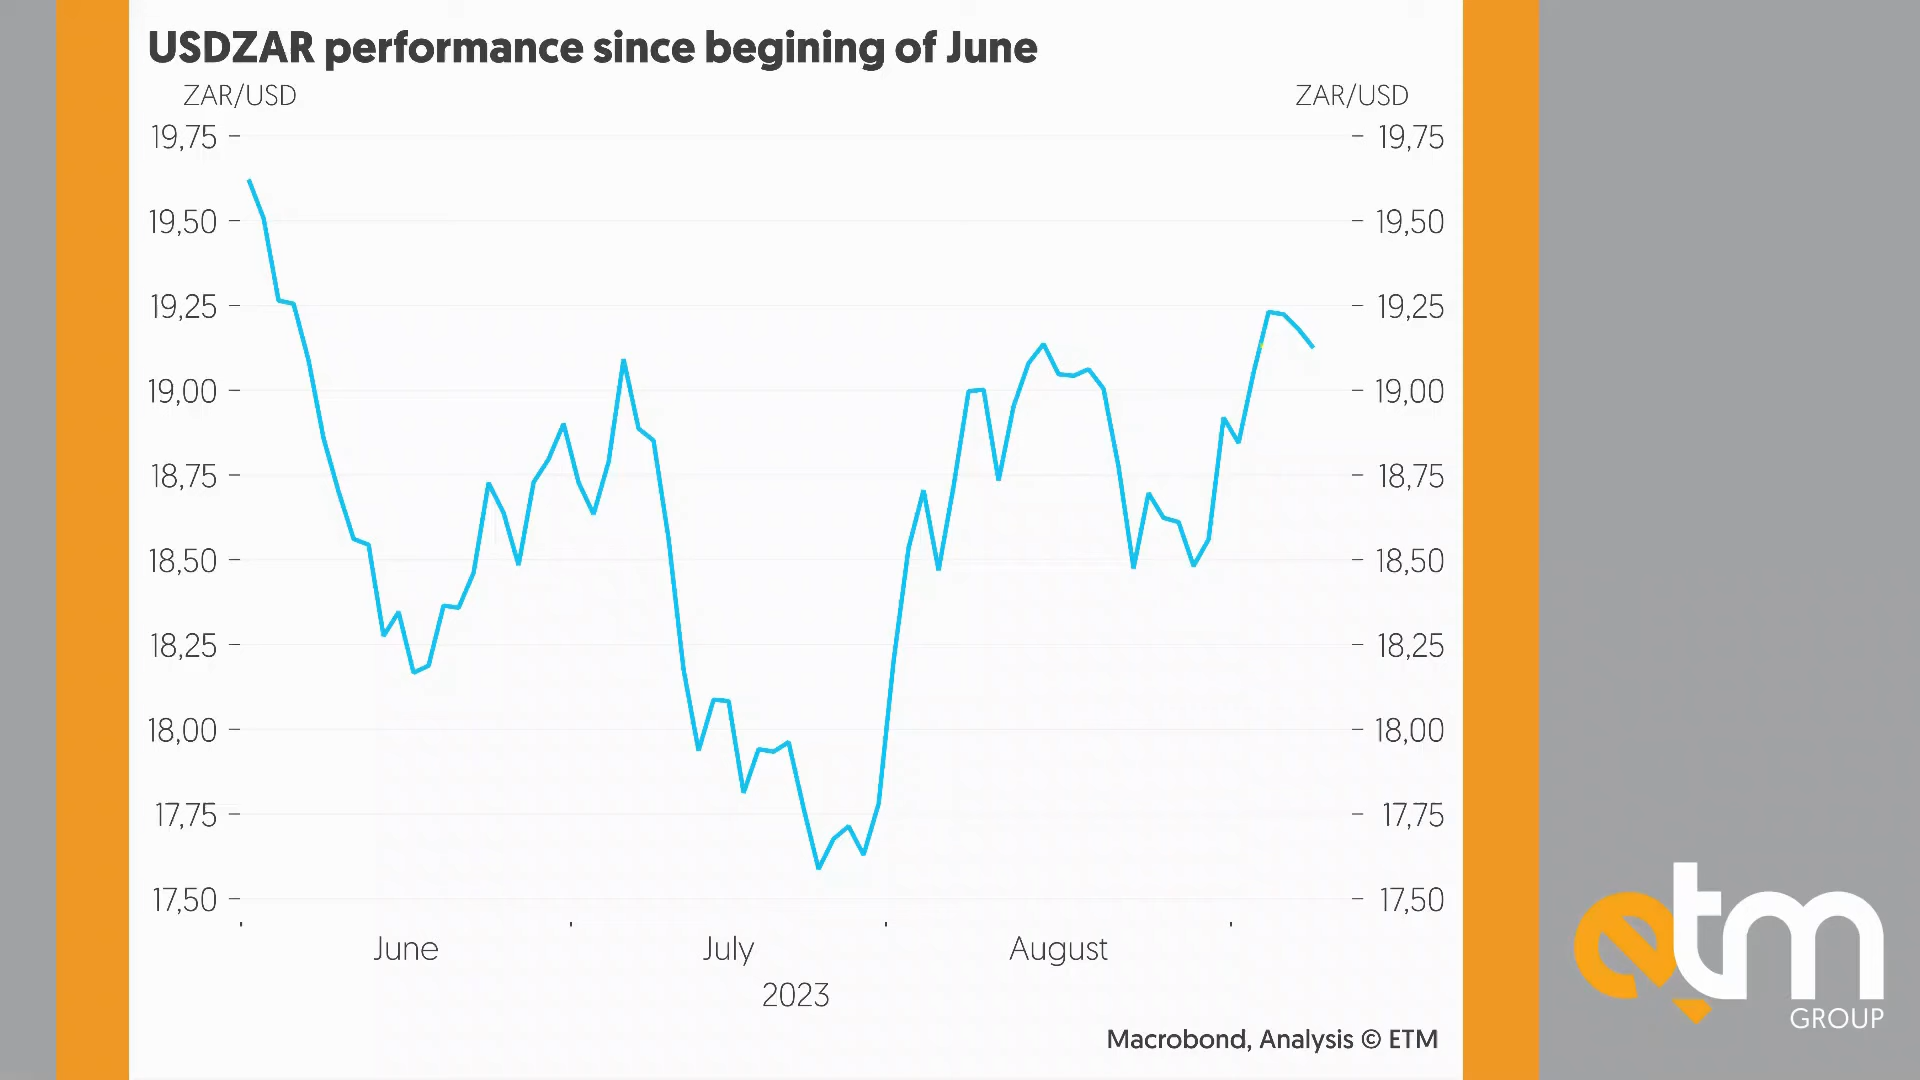 USDZAR performance since begining of June
ZAR/USD ZAR/USD
19,75 19,75
19,50 19,50
19,25 19,25
19,00 19,00
18,75 18,75
18,50 18,50
18,25 18,25
18,00 18,00
17,75 17,75
17,50 17,50
June July August
2023
Macrobond, Analysis © ETM
etm
GROUP